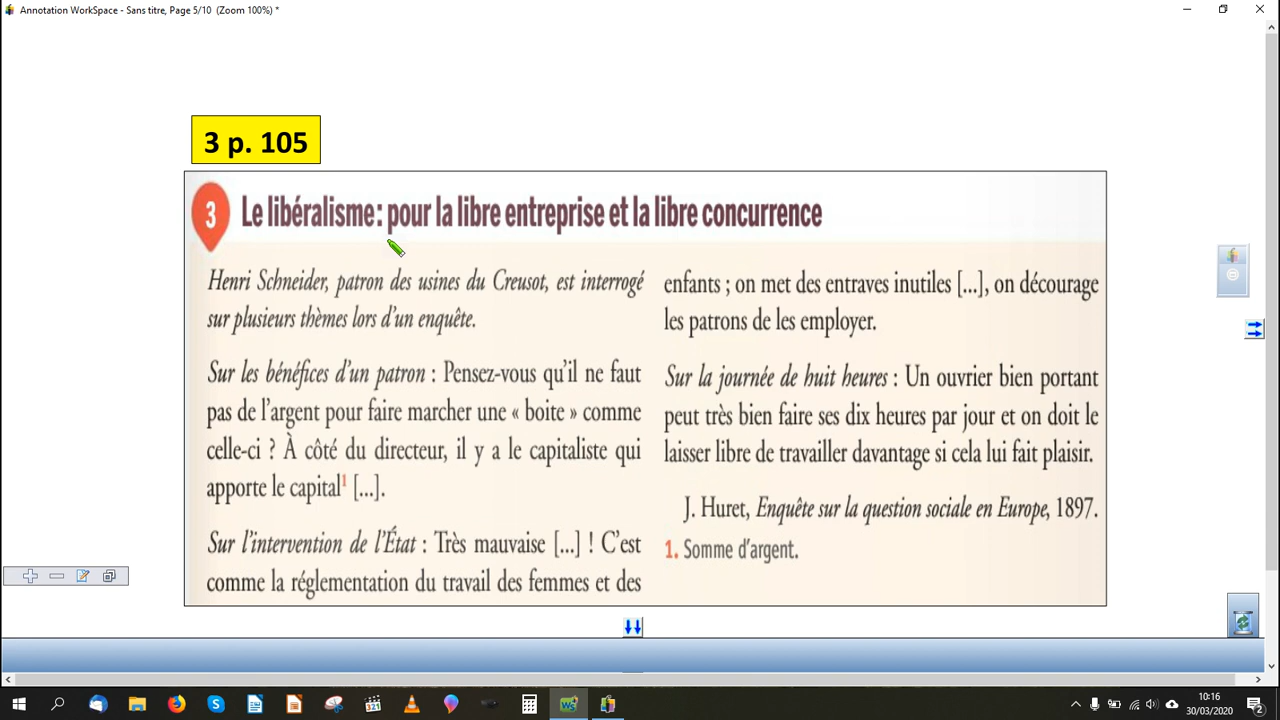 Annotation WorkSpace - Sans titre, Page 5/10 (Zoom 100%) *
3 p. 105
3 Le libéralisme : pour la libre entreprise et la libre concurrence
Henri Schneider, patron des usines du Creusot, est interrogé
sur plusieurs thèmes lors d'un enquête.
Sur les bénéfices d'un patron : Pensez-vous qu'il ne faut
pas de l'argent pour faire marcher une « boite » comme
celle-ci ? À côté du directeur, il y a le capitaliste qui
apporte le capital1 [...].
Sur l'intervention de l'État : Très mauvaise [...] ! C'est
comme la réglementation du travail des femmes et des
enfants ; on met des entraves inutiles [...], on décourage
les patrons de les employer.
Sur la journée de huit heures : Un ouvrier bien portant
peut très bien faire ses dix heures par jour et on doit le
laisser libre de travailler davantage si cela lui fait plaisir.
J. Huret, Enquête sur la question sociale en Europe, 1897.
1. Somme d'argent.
10:16
30/03/2020
2